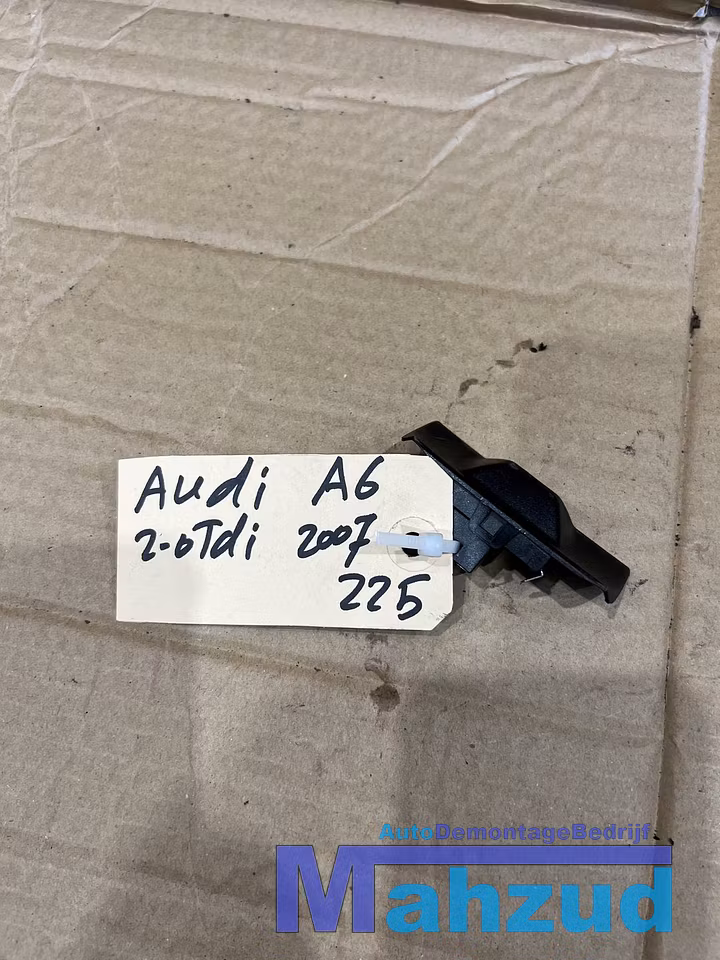 Audi A6
2.0Tdi 2007
225
AutoDemontageBedrijf
Mahzud